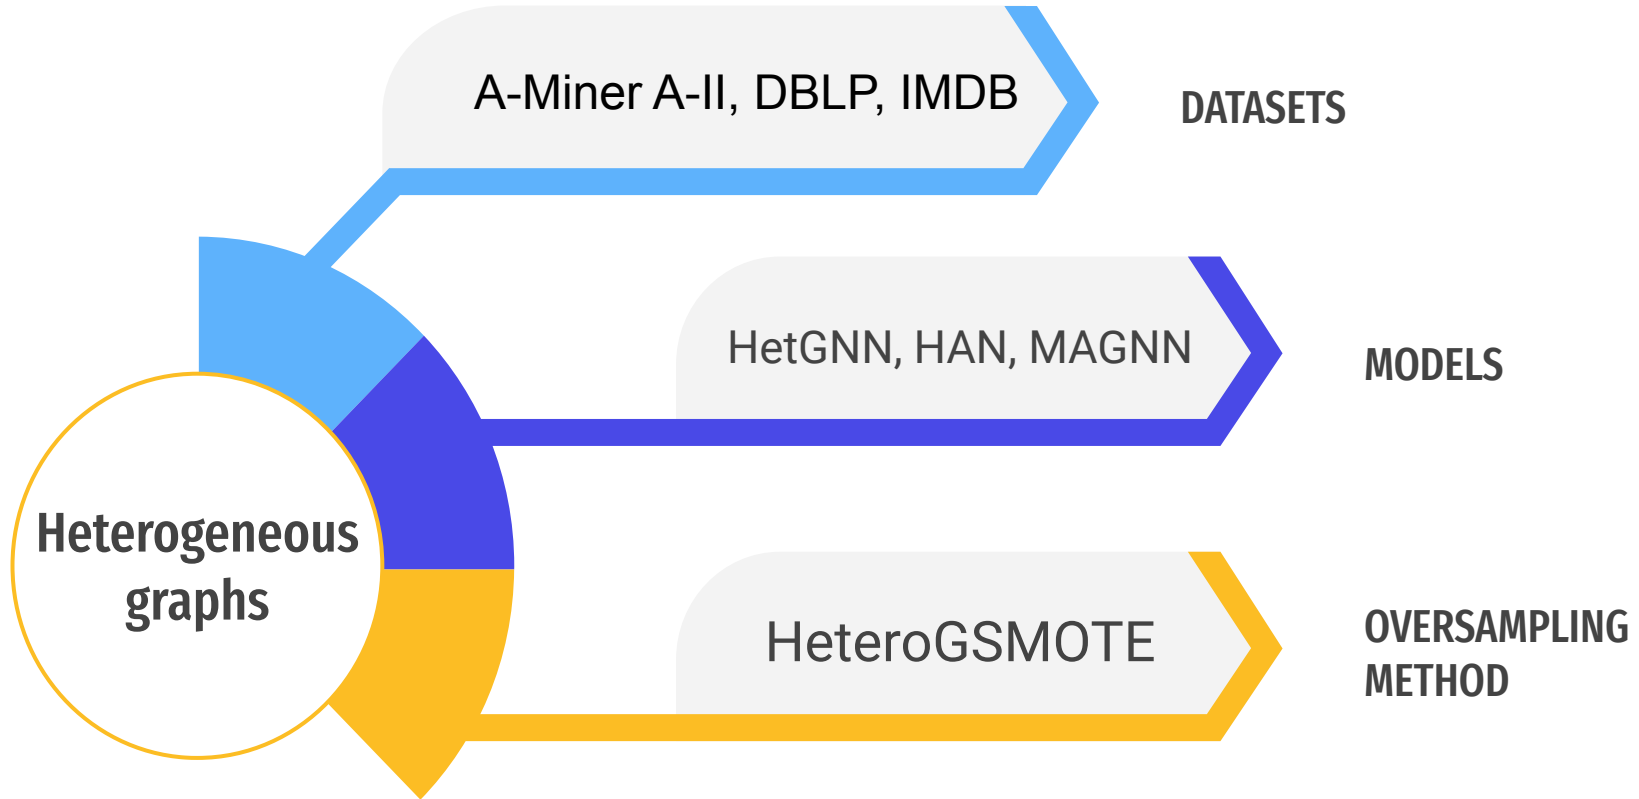 A-Miner A-II, DBLP, IMDB
DATASETS
HetGNN, HAN, MAGNN
MODELS
Heterogeneous
graphs
HeteroGSMOTE
OVERSAMPLING
METHOD